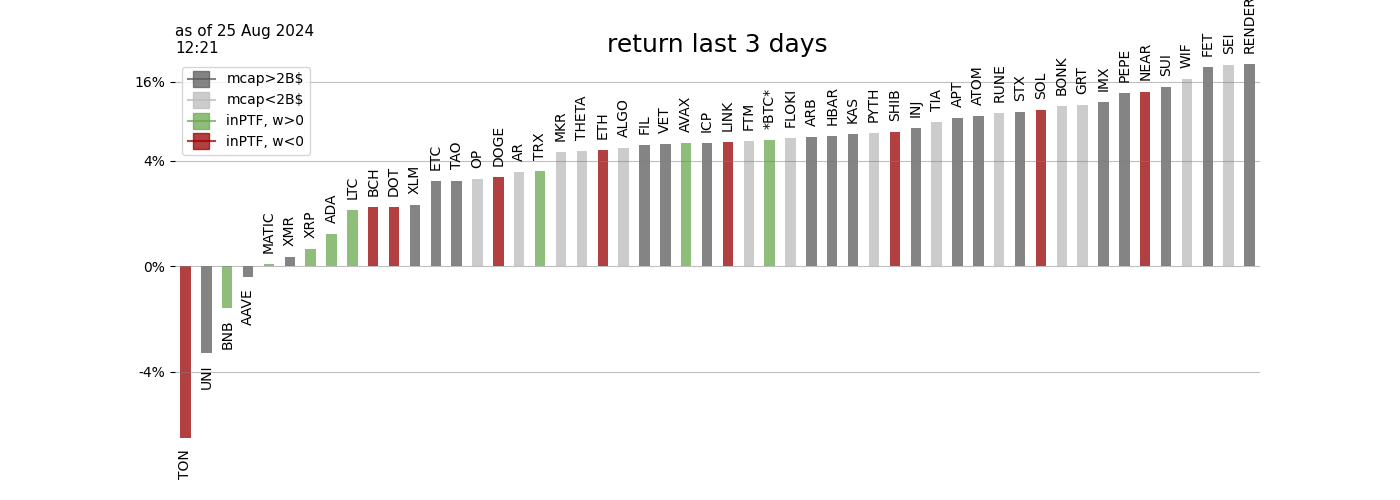 as of 25 Aug 2024
12:21
return last 3 days
mcap>2B$
mcap<2B$
inPTF, w>0
inPTF, w<0
16%
4%
0%
-4%
TON
UNI
BNB
AAVE
MATIC
XMR
XRP
ADA
LTC
BCH
DOT
XLM
ETC
TAO
OP
DOGE
AR
TRX
MKR
THETA
ETH
ALGO
FIL
VET
AVAX
ICP
LINK
FTM
*BTC*
FLOKI
ARB
HBAR
KAS
PYTH
SHIB
INJ
TIA
APT
ATOM
RUNE
STX
SOL
BONK
GRT
IMX
PEPE
NEAR
SUI
WIF
FET
SEI
RENDER